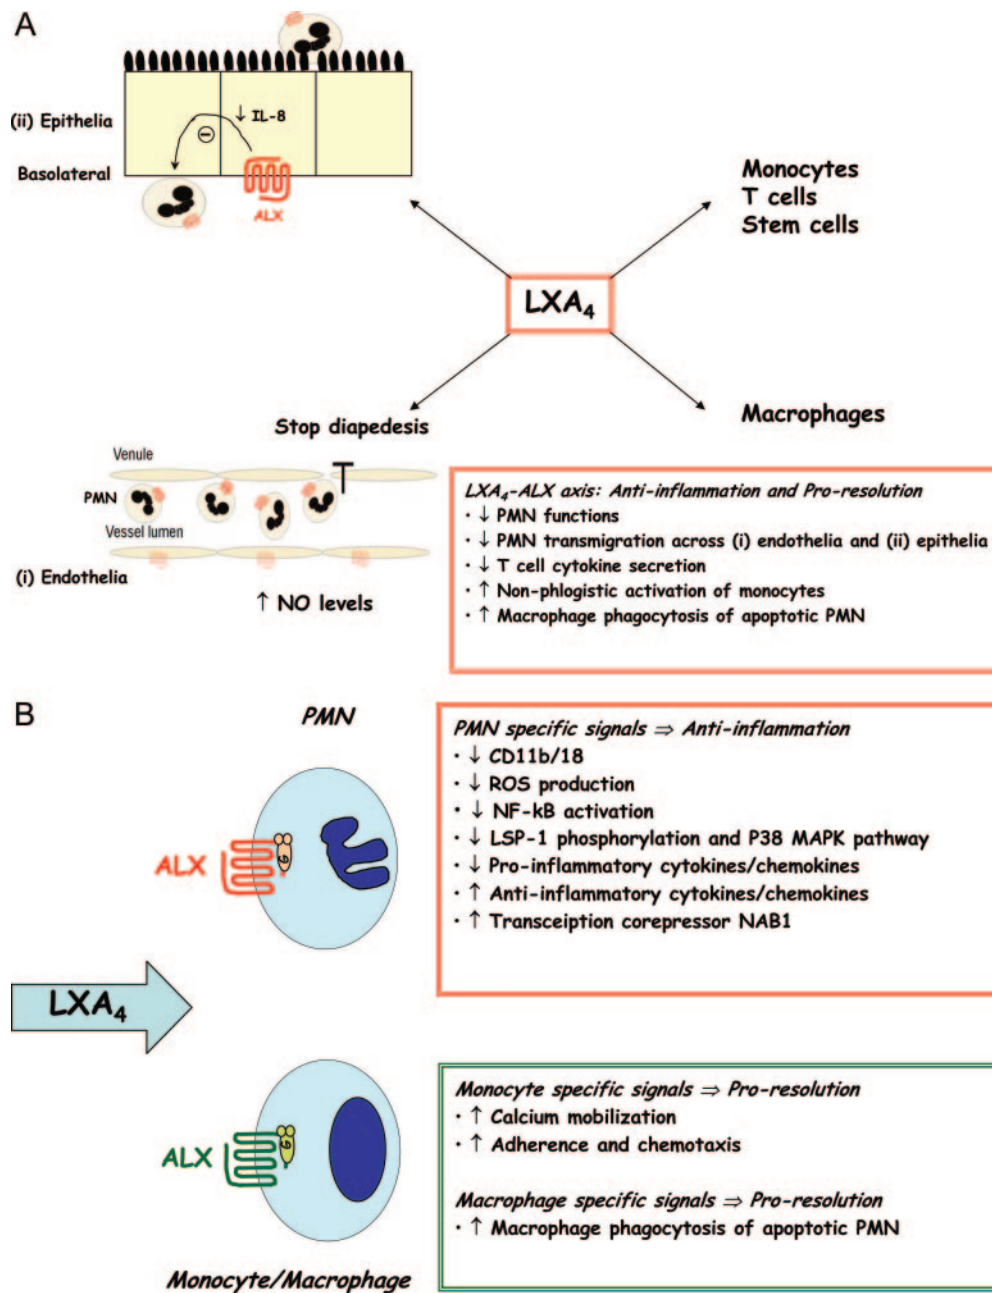 A
(ii) Epithelia
↓ IL-8
Basolateral
ALX
Monocytes
T cells
Stem cells
LXA4
Macrophages
Stop diapedesis
Venule
PMN
Vessel lumen
(i) Endothelia
↑ NO levels
LXA4-ALX axis: Anti-inflammation and Pro-resolution
· ↓ PMN functions
· ↓ PMN transmigration across (i) endothelia and (ii) epithelia
· ↓ T cell cytokine secretion
· ↑ Non-phlogistic activation of monocytes
· ↑ Macrophage phagocytosis of apoptotic PMN
B
PMN
ALX
G
PMN specific signals ⇒ Anti-inflammation
· ↓ CD11b/18
· ↓ ROS production
· ↓ NF-kB activation
· ↓ LSP-1 phosphorylation and P38 MAPK pathway
· ↓ Pro-inflammatory cytokines/chemokines
· ↑ Anti-inflammatory cytokines/chemokines
· ↑ Transceiption corepressor NAB1
LXA4
ALX
G
Monocyte/Macrophage
Monocyte specific signals ⇒ Pro-resolution
· ↑ Calcium mobilization
· ↑ Adherence and chemotaxis
Macrophage specific signals ⇒ Pro-resolution
· ↑ Macrophage phagocytosis of apoptotic PMN